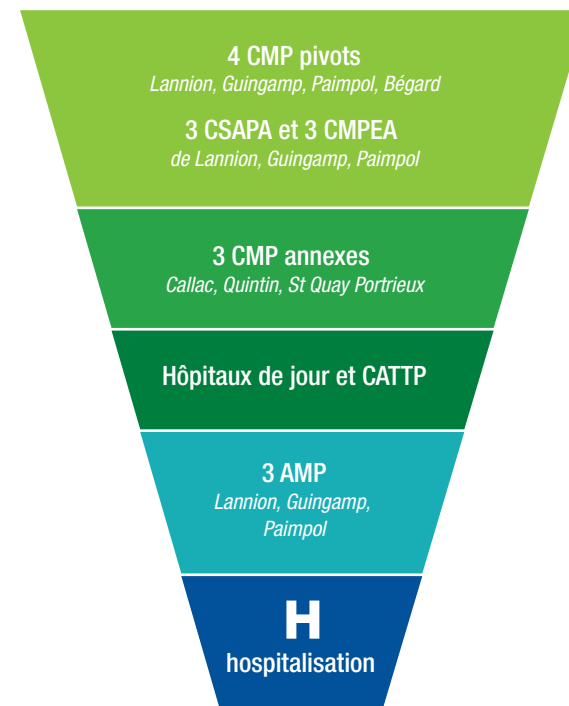 4 CMP pivots
Lannion, Guingamp, Paimpol, Bégard
3 CSAPA et 3 CMPEA
de Lannion, Guingamp, Paimpol
3 CMP annexes
Callac, Quintin, St Quay Portrieux
Hôpitaux de jour et CATTP
3 AMP
Lannion, Guingamp,
Paimpol
H
hospitalisation